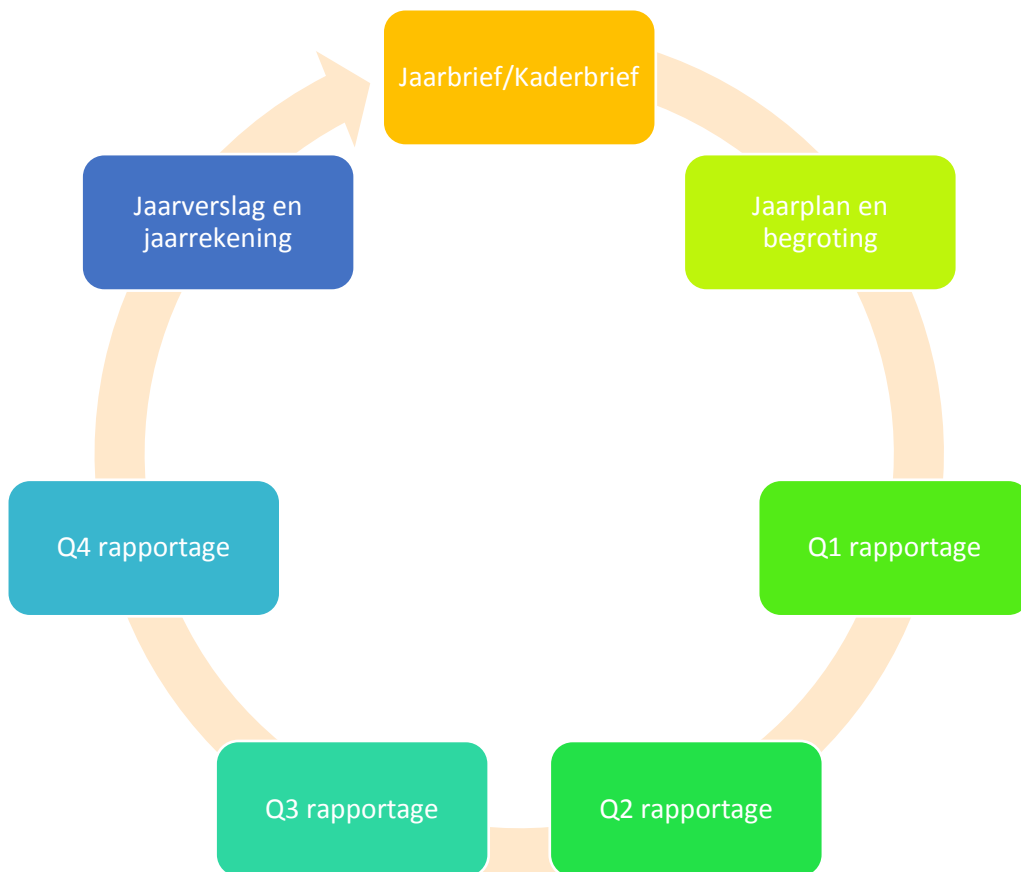 Jaarbrief/Kaderbrief
Jaarplan en
begroting
Q1 rapportage
Q2 rapportage
Q3 rapportage
Q4 rapportage
Jaarverslag en
jaarrekening